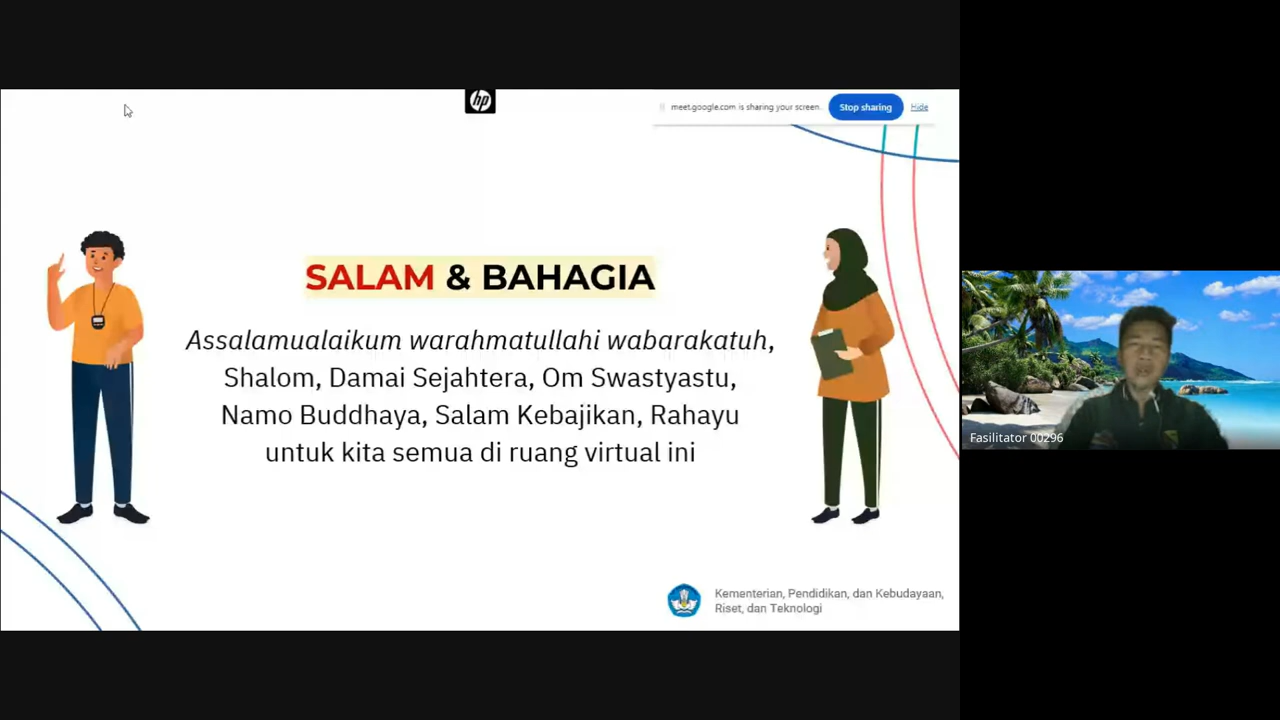 hp
meet.google.com is sharing your screen.
Stop sharing
Hide
SALAM & BAHAGIA
Assalamualaikum warahmatullahi wabarakatuh,
Shalom, Damai Sejahtera, Om Swastyastu,
Namo Buddhaya, Salam Kebajikan, Rahayu
untuk kita semua di ruang virtual ini
Fasilitator 00296
Kementerian, Pendidikan, dan Kebudayaan,
Riset, dan Teknologi